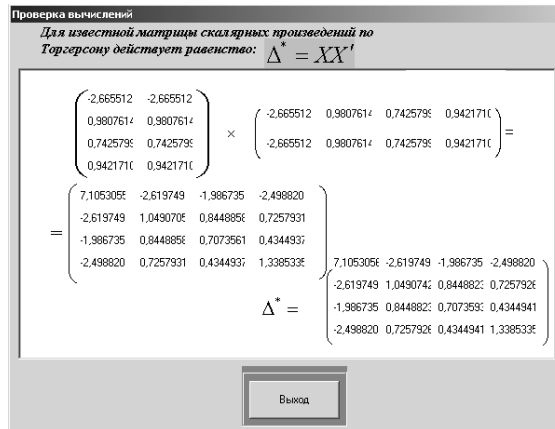 Проверка вычислений
Для известной матрицы скалярных произведений по
Торгерсону действует равенство: Δ* = XX'
-2,665512 -2,665512
0,9807614 0,9807614
0,7425799 0,7425799
0,9421710 0,9421710
×
-2,665512 0,9807614 0,7425799 0,9421710
-2,665512 0,9807614 0,7425799 0,9421710
=
=
7,1053055 -2,619749 -1,986735 -2,498820
-2,619749 1,0490705 0,8448858 0,7257931
-1,986735 0,8448858 0,7073561 0,4344937
-2,498820 0,7257931 0,4344937 1,3385335
Δ* =
7,1053056 -2,619749 -1,986735 -2,498820
-2,619749 1,0490742 0,8448823 0,7257926
-1,986735 0,8448823 0,7073593 0,4344941
-2,498820 0,7257926 0,4344941 1,3385335
Выход